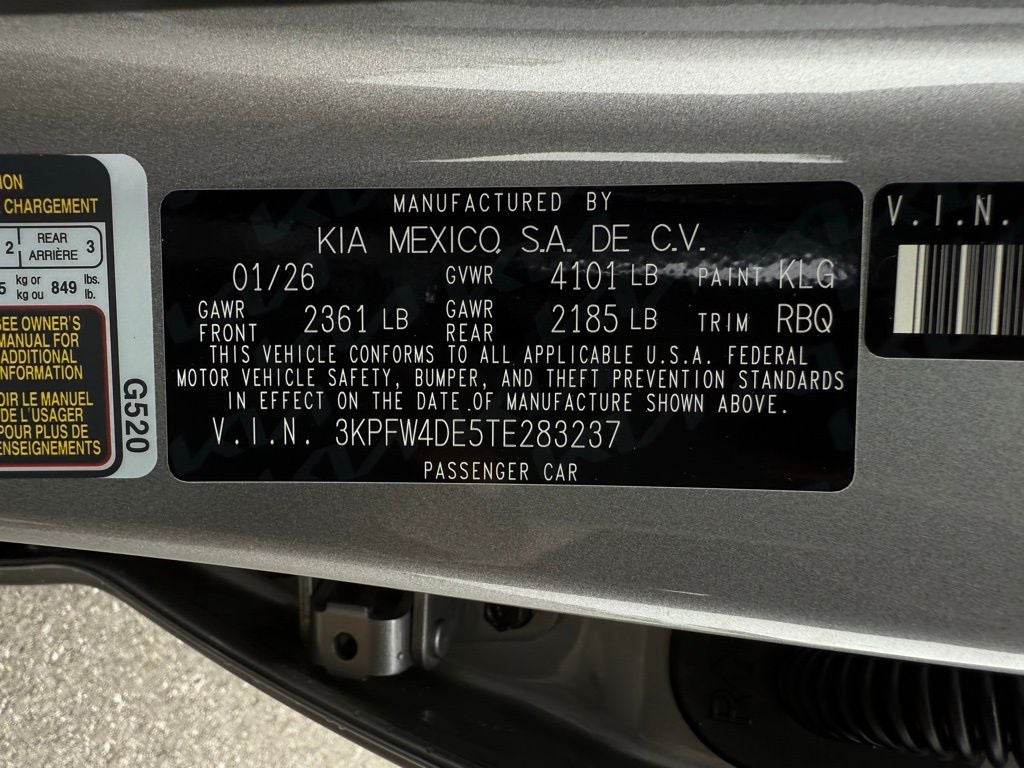 ION
CHARGEMENT
2 REAR ARRIÈRE 3
5 kg or kg ou 849 lbs. lb.
SEE OWNER'S
MANUAL FOR
ADDITIONAL
INFORMATION
VOIR LE MANUEL
DE L'USAGER
POUR PLUS DE
RENSEIGNEMENTS
G520
MANUFACTURED BY
KIA MEXICO, S.A. DE C.V.
01/26 GVWR 4101 LB PAINT KLG
GAWR FRONT 2361 LB GAWR REAR 2185 LB TRIM RBQ
THIS VEHICLE CONFORMS TO ALL APPLICABLE U.S.A. FEDERAL
MOTOR VEHICLE SAFETY, BUMPER, AND THEFT PREVENTION STANDARDS
IN EFFECT ON THE DATE OF MANUFACTURE SHOWN ABOVE.
V.I.N. 3KPFW4DE5TE283237
PASSENGER CAR
V.I.N.